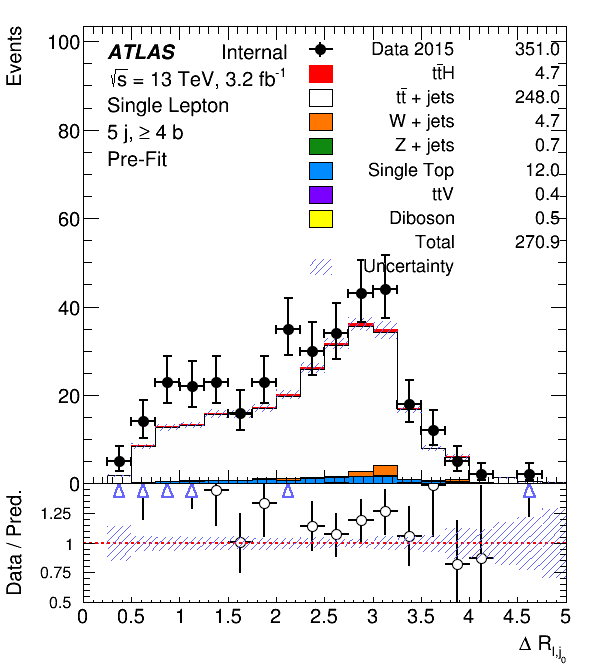 Events
100
80
60
40
20
0
ATLAS Internal
√s = 13 TeV, 3.2 fb⁻¹
Single Lepton
5 j, ≥ 4 b
Pre-Fit
Data 2015 351.0
tt̄H 4.7
tt̄ + jets 248.0
W + jets 4.7
Z + jets 0.7
Single Top 12.0
ttV 0.4
Diboson 0.5
Total 270.9
Uncertainty
Data / Pred.
1.25
1
0.75
0.5
0 0.5 1 1.5 2 2.5 3 3.5 4 4.5 5
Δ R_{l,j_0}